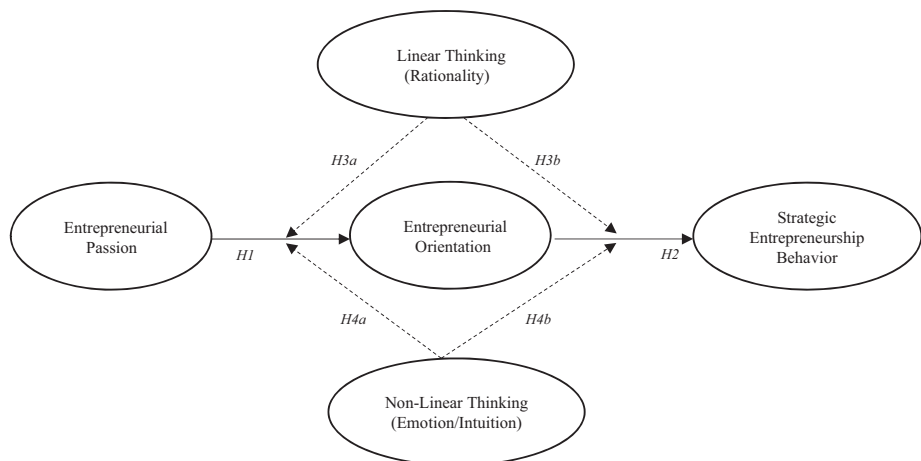 Linear Thinking
(Rationality)
H3a
H3b
Entrepreneurial
Passion
H1
Entrepreneurial
Orientation
H2
Strategic
Entrepreneurship
Behavior
H4a
H4b
Non-Linear Thinking
(Emotion/Intuition)